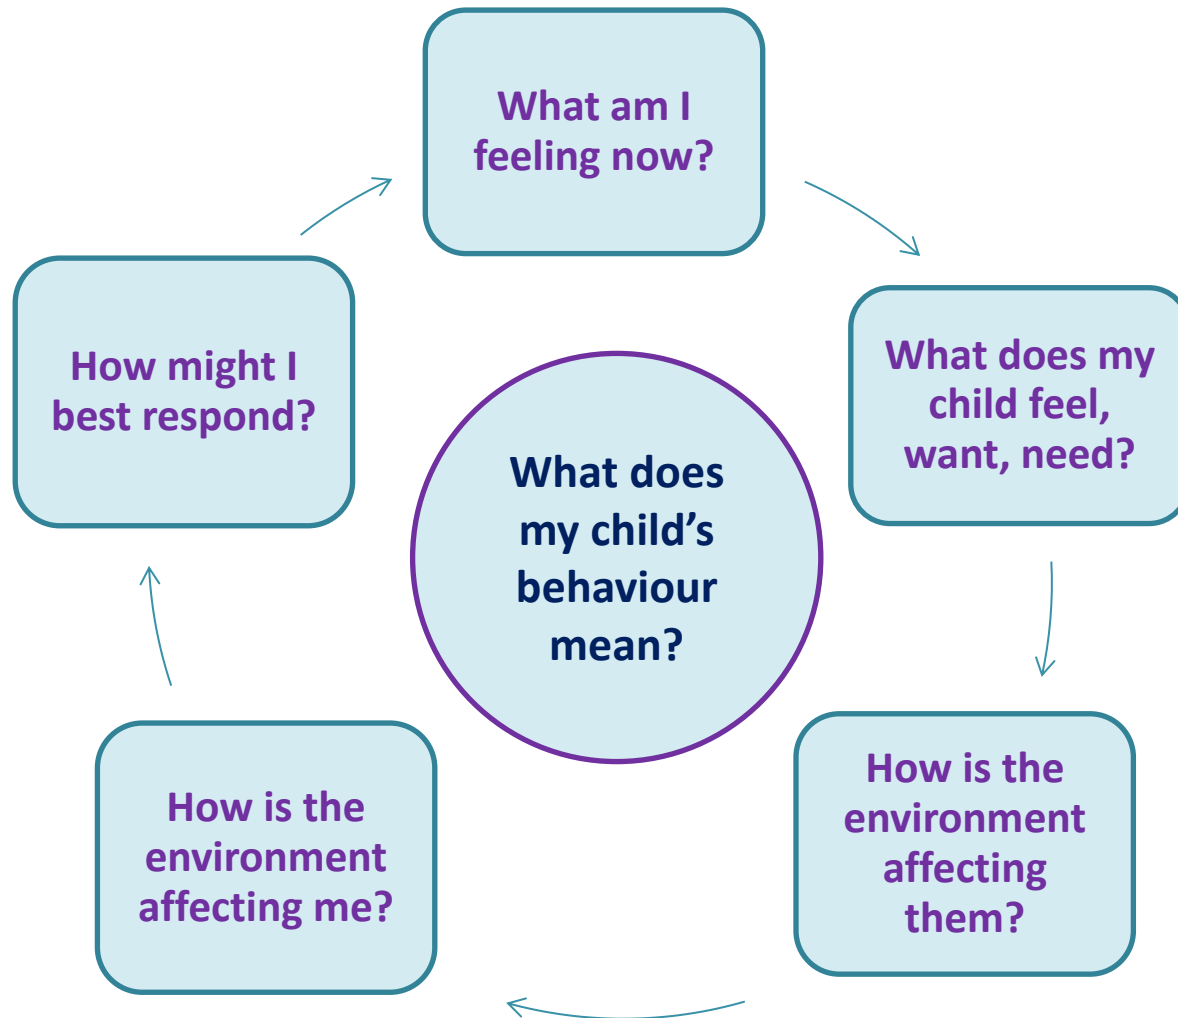 What am I
feeling now?
What does my
child feel,
want, need?
How is the
environment
affecting
them?
How is the
environment
affecting me?
How might I
best respond?
What does
my child’s
behaviour
mean?